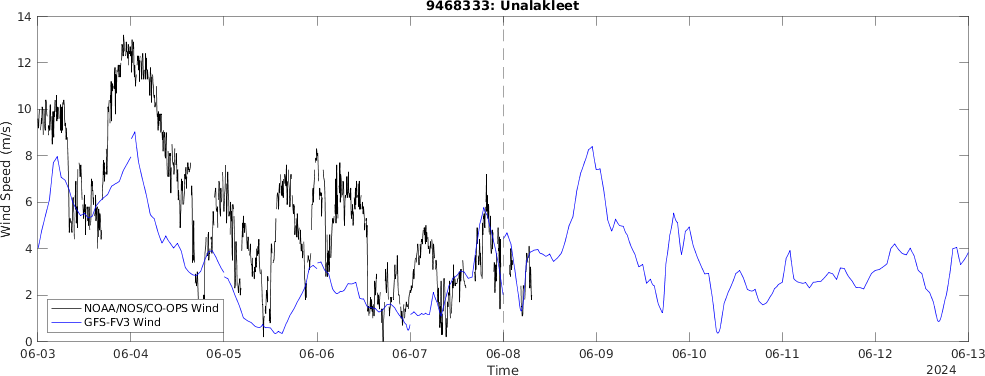 9468333: Unalakleet
14
12
10
8
6
4
2
0
Wind Speed (m/s)
NOAA/NOS/CO-OPS Wind
GFS-FV3 Wind
06-03 06-04 06-05 06-06 06-07 06-08 06-09 06-10 06-11 06-12 06-13
Time
2024